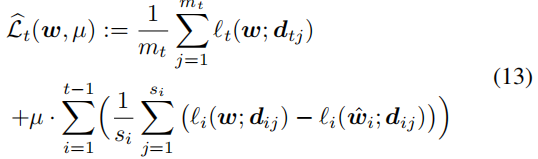 $\widehat{\mathcal{L}}_t(\boldsymbol{w}, \mu) := \frac{1}{m_t} \sum_{j=1}^{m_t} \ell_t(\boldsymbol{w}; \boldsymbol{d}_{tj})$
$+\mu \cdot \sum_{i=1}^{t-1} \Big( \frac{1}{s_i} \sum_{j=1}^{s_i} \big( \ell_i(\boldsymbol{w}; \boldsymbol{d}_{ij}) - \ell_i(\hat{\boldsymbol{w}}_i; \boldsymbol{d}_{ij}) \big) \Big)$ (13)